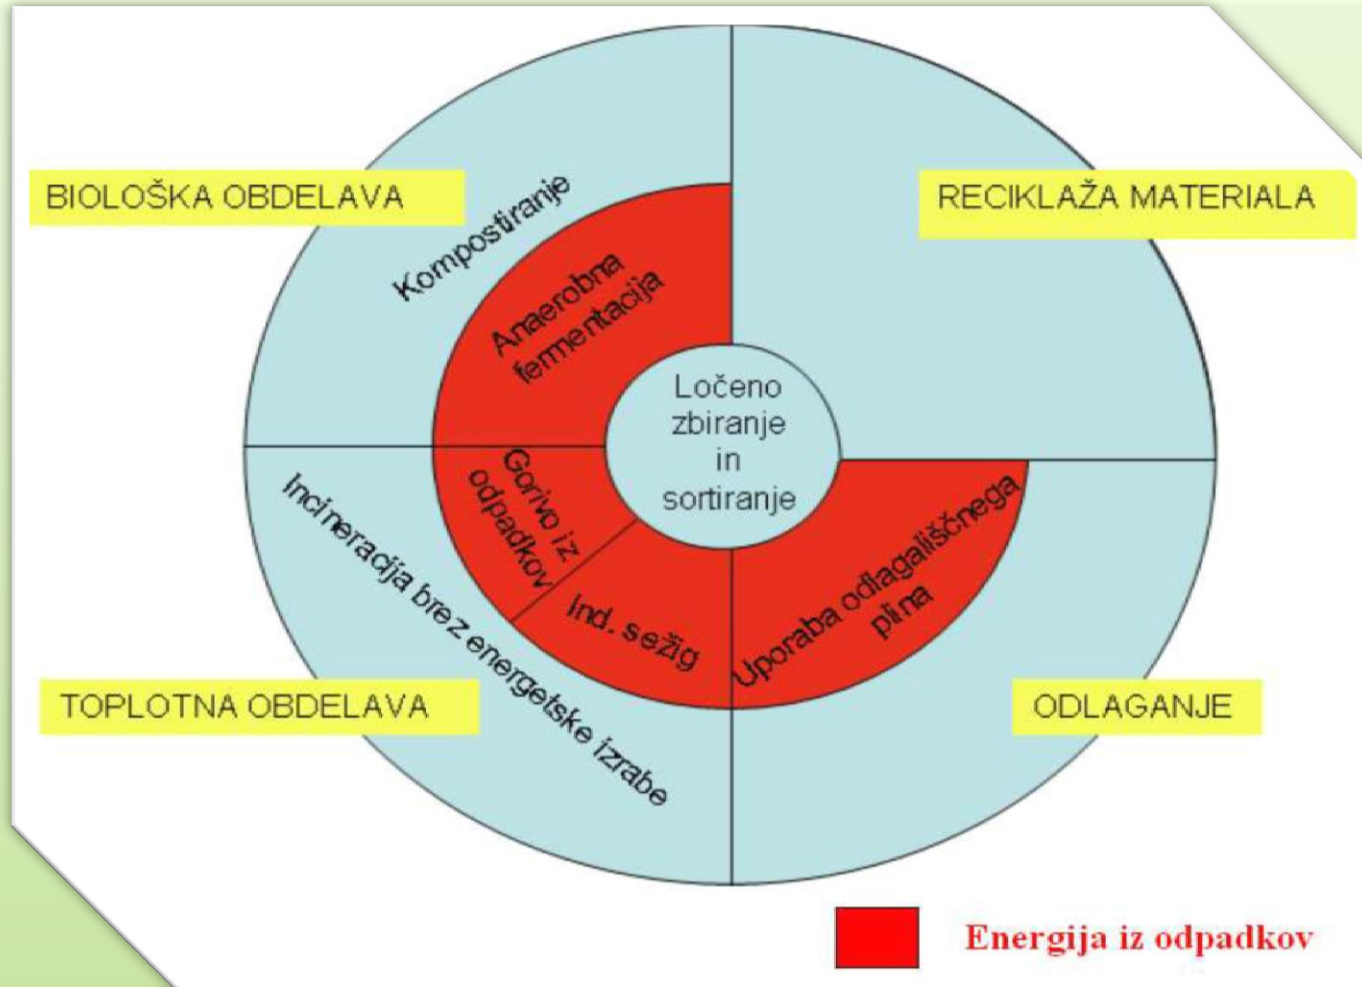 BIOLOŠKA OBDELAVA
RECIKLAŽA MATERIALA
Kompostiranje
Anaerobna
fermentacija
Ločeno
zbiranje
in
sortiranje
Gorivo iz
odpadkov
Ind. sežig
Uporaba odlagališčnega
plina
Incineracija brez energetske izrabe
TOPLOTNA OBDELAVA
ODLAGANJE
Energija iz odpadkov